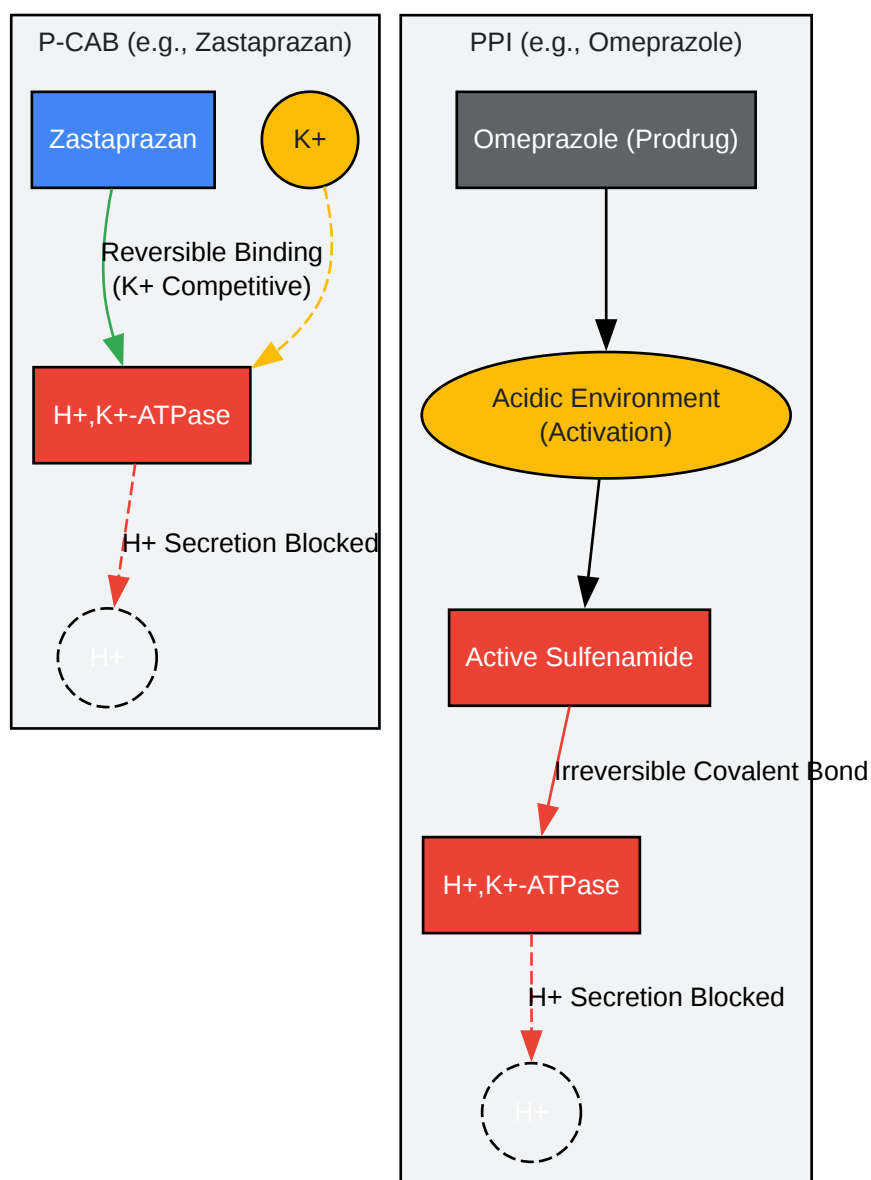 P-CAB (e.g., Zastaprazan)
Zastaprazan
K+
Reversible Binding
(K+ Competitive)
H+,K+-ATPase
H+ Secretion Blocked
H+
PPI (e.g., Omeprazole)
Omeprazole (Prodrug)
Acidic Environment
(Activation)
Active Sulfenamide
Irreversible Covalent Bond
H+,K+-ATPase
H+ Secretion Blocked
H+